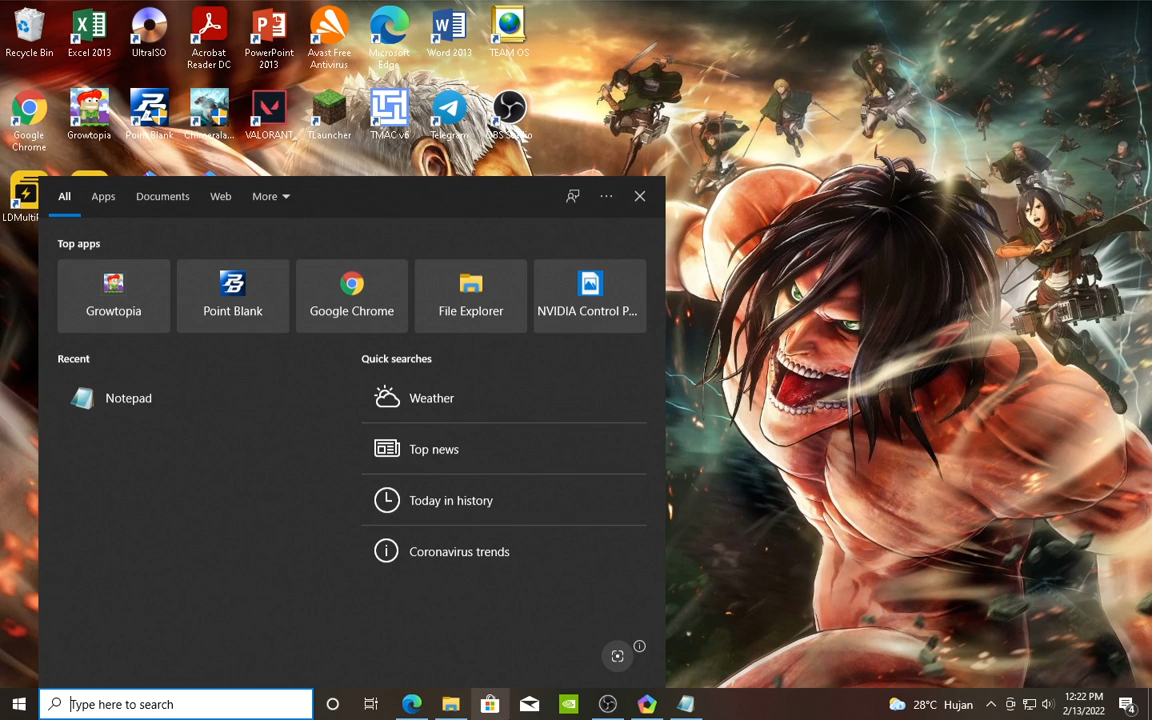 Recycle Bin
Excel 2013
UltraISO
Acrobat
Reader DC
PowerPoint
2013
Avast Free
Antivirus
Microsoft
Edge
Word 2013
TEAM OS
Google
Chrome
Growtopia
Point Blank
VALORANT
TLauncher
TMAC v6
Telegram
OBS Studio
All
Apps
Documents
Web
More
Top apps
Growtopia
Point Blank
Google Chrome
File Explorer
NVIDIA Control P...
Recent
Quick searches
Notepad
Weather
Top news
Today in history
Coronavirus trends
Type here to search
28°C Hujan
12:22 PM
2/13/2022
4